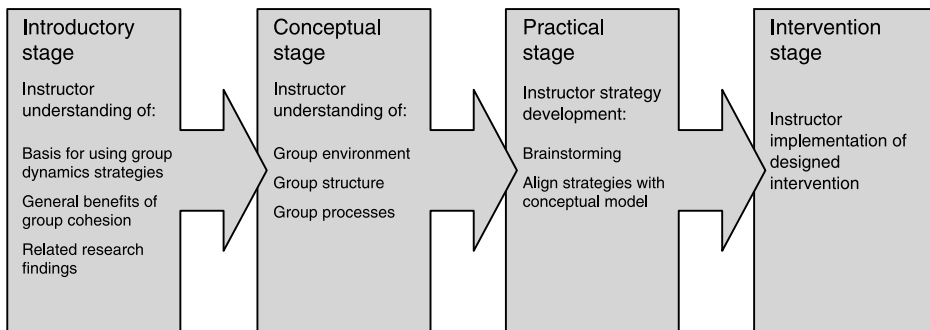 Introductory
stage
Instructor
understanding of:
Basis for using group
dynamics strategies
General benefits of
group cohesion
Related research
findings
Conceptual
stage
Instructor
understanding of:
Group environment
Group structure
Group processes
Practical
stage
Instructor strategy
development:
Brainstorming
Align strategies with
conceptual model
Intervention
stage
Instructor
implementation of
designed
intervention